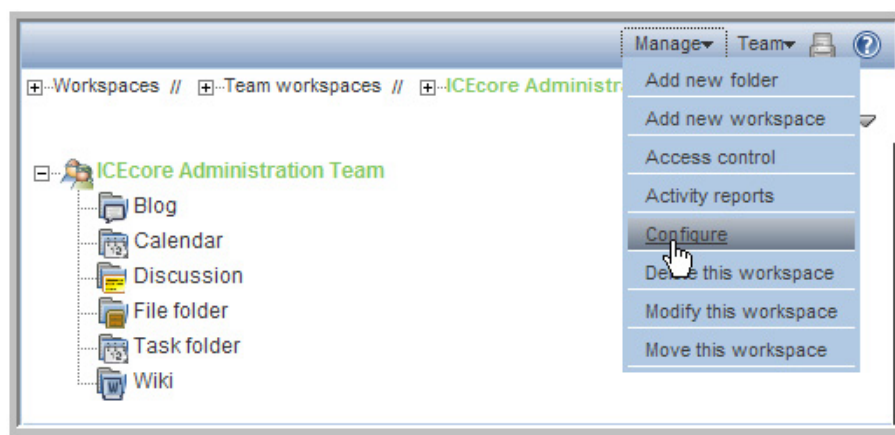 Manage Team
Workspaces // Team workspaces // ICEcore Administr
Add new folder
Add new workspace
Access control
Activity reports
Configure
Delete this workspace
Modify this workspace
Move this workspace
ICEcore Administration Team
Blog
Calendar
Discussion
File folder
Task folder
Wiki